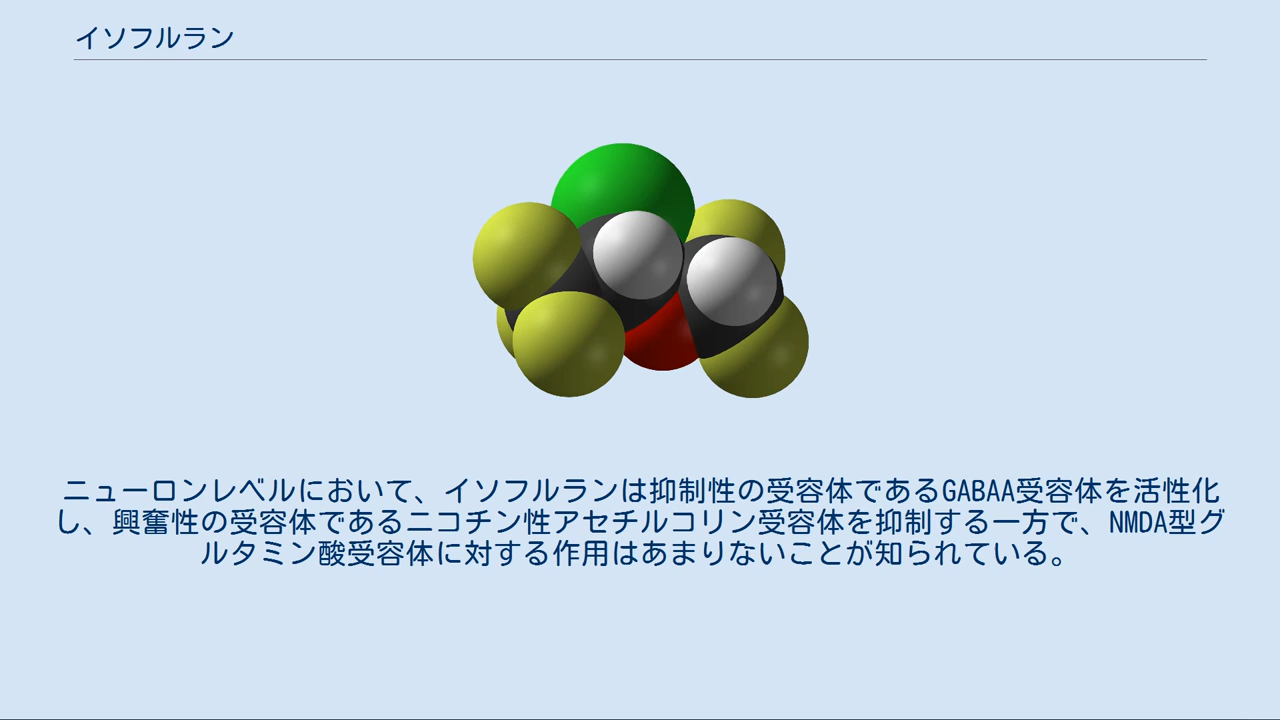 イソフルラン
ニューロンレベルにおいて、イソフルランは抑制性の受容体であるGABAA受容体を活性化
し、興奮性の受容体であるニコチン性アセチルコリン受容体を抑制する一方で、NMDA型グ
ルタミン酸受容体に対する作用はあまりないことが知られている。